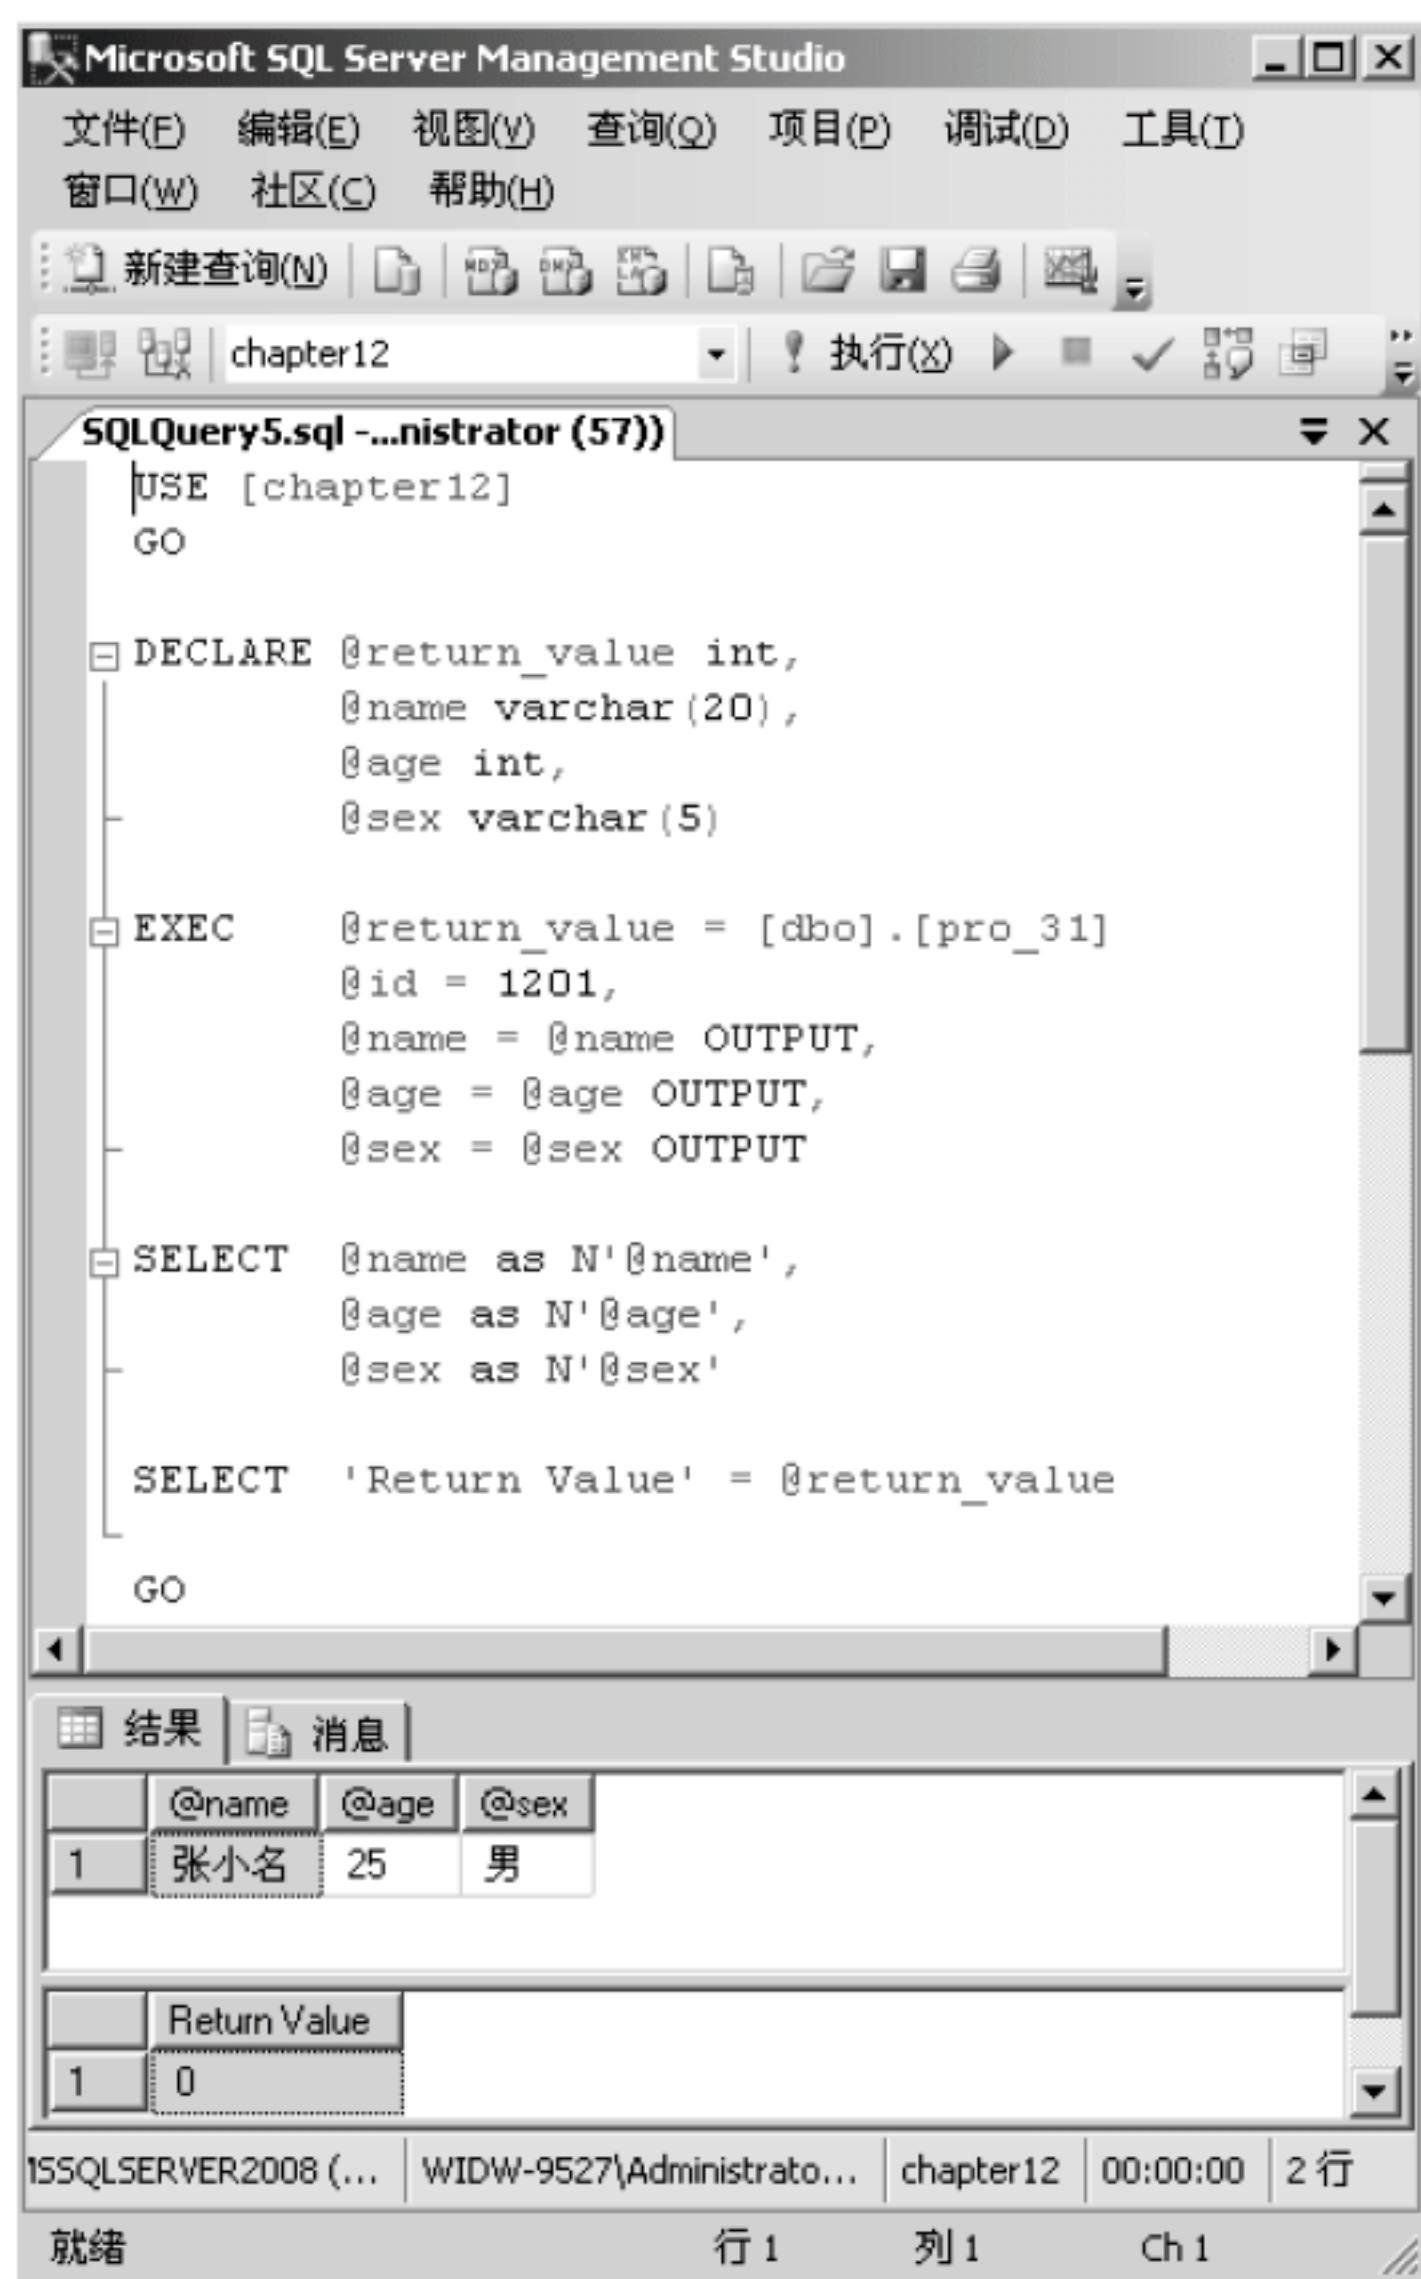 Microsoft SQL Server Management Studio
文件(F) 编辑(E) 视图(V) 查询(Q) 项目(P) 调试(D) 工具(T)
窗口(W) 社区(C) 帮助(H)
新建查询(N)
chapter12 执行(X)
SQLQuery5.sql -...nistrator (57))
USE [chapter12]
GO
DECLARE @return_value int,
@name varchar(20),
@age int,
@sex varchar(5)
EXEC @return_value = [dbo].[pro_31]
@id = 1201,
@name = @name OUTPUT,
@age = @age OUTPUT,
@sex = @sex OUTPUT
SELECT @name as N'@name',
@age as N'@age',
@sex as N'@sex'
SELECT 'Return Value' = @return_value
GO
结果 消息
@name @age @sex
1 张小名 25 男
Return Value
1 0
ISSQLSERVER2008 (... WIDW-9527\Administrato... chapter12 00:00:00 2 行
就绪 行 1 列 1 Ch 1